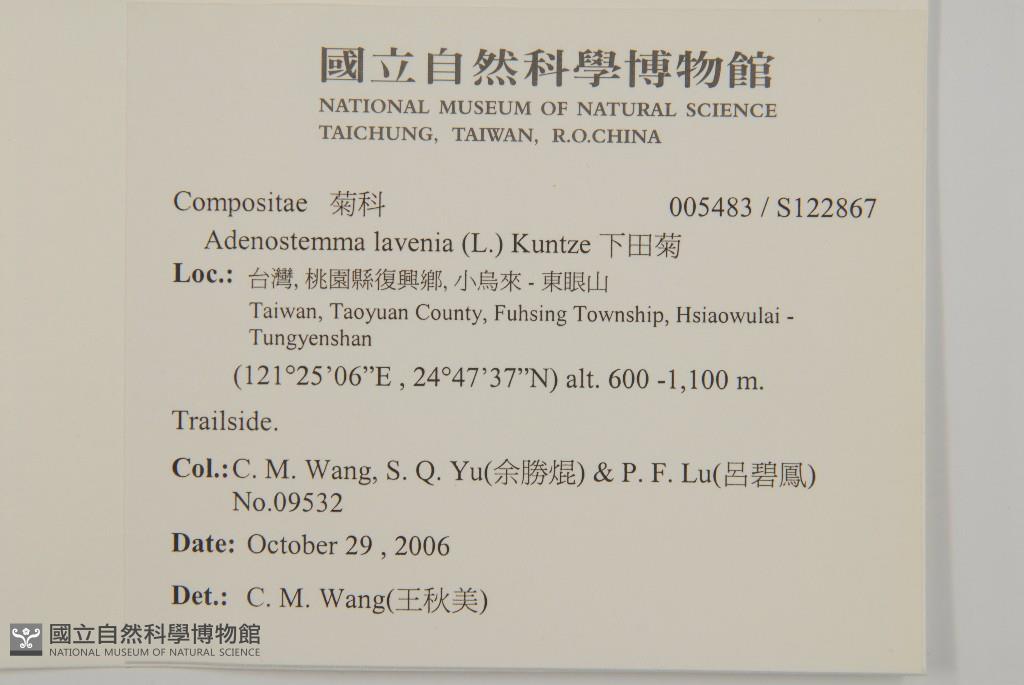 國立自然科學博物館
NATIONAL MUSEUM OF NATURAL SCIENCE
TAICHUNG, TAIWAN, R.O.CHINA
Compositae 菊科 005483 / S122867
Adenostemma lavenia (L.) Kuntze 下田菊
Loc.: 台灣, 桃園縣復興鄉, 小烏來 - 東眼山
Taiwan, Taoyuan County, Fuhsing Township, Hsiaowulai -
Tungyenshan
(121°25’06”E , 24°47’37”N) alt. 600 -1,100 m.
Trailside.
Col.: C. M. Wang, S. Q. Yu(余勝焜) & P. F. Lu(呂碧鳳)
No.09532
Date: October 29 , 2006
Det.: C. M. Wang(王秋美)
國立自然科學博物館
NATIONAL MUSEUM OF NATURAL SCIENCE